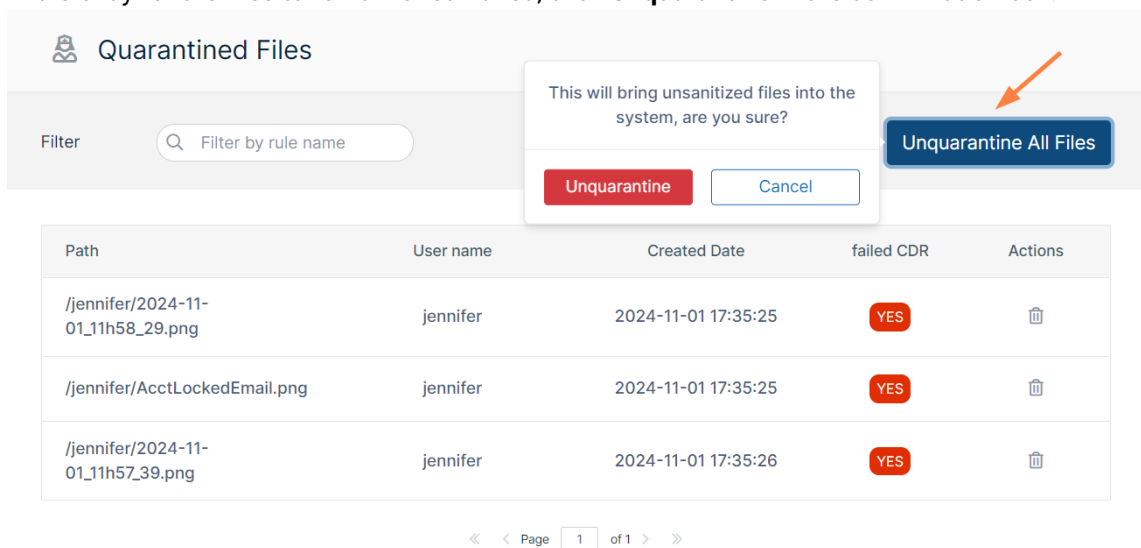 Quarantined Files
This will bring unsanitized files into the
system, are you sure?
Filter
Filter by rule name
Unquarantine All Files
Unquarantine
Cancel
Path User name Created Date failed CDR Actions
/jennifer/2024-11-
01_11h58_29.png
jennifer 2024-11-01 17:35:25 YES
/jennifer/AcctLockedEmail.png jennifer 2024-11-01 17:35:25 YES
/jennifer/2024-11-
01_11h57_39.png
jennifer 2024-11-01 17:35:26 YES
« < Page 1 of 1 > »